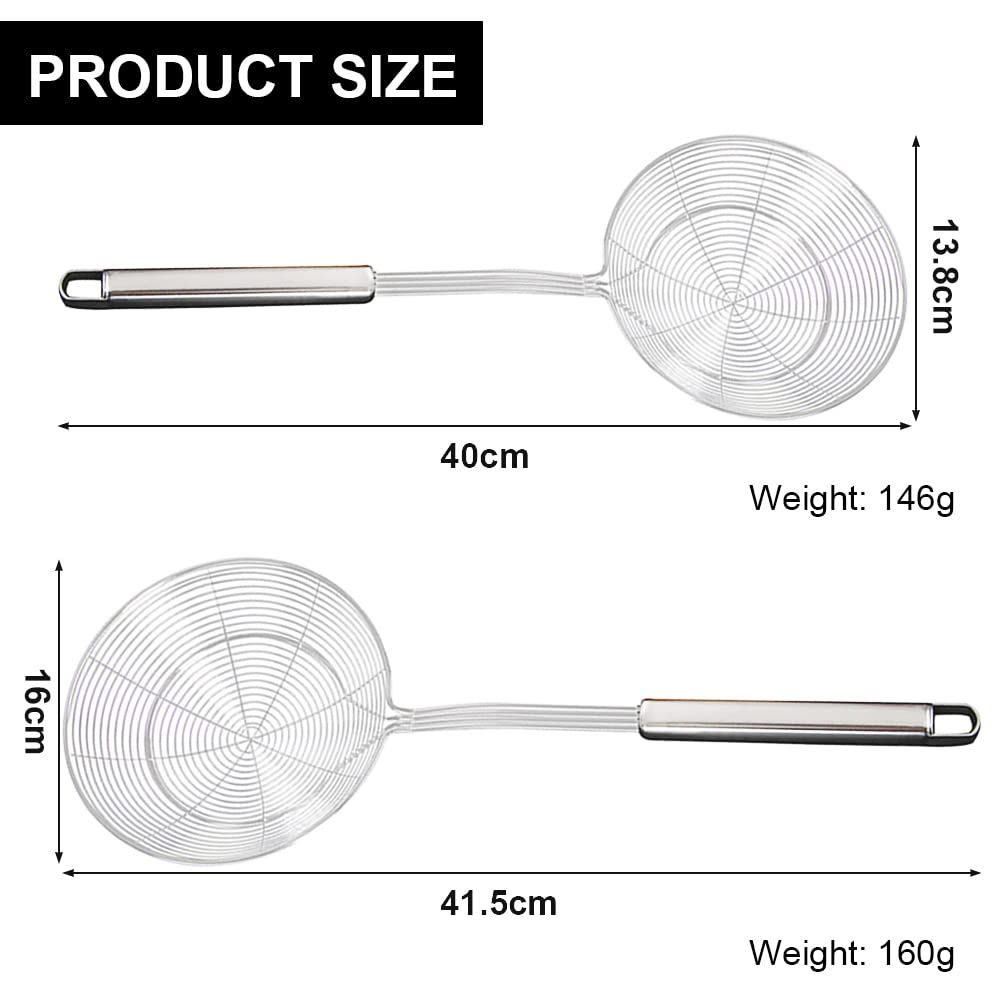 PRODUCT SIZE
13.8cm
40cm
Weight: 146g
16cm
41.5cm
Weight: 160g